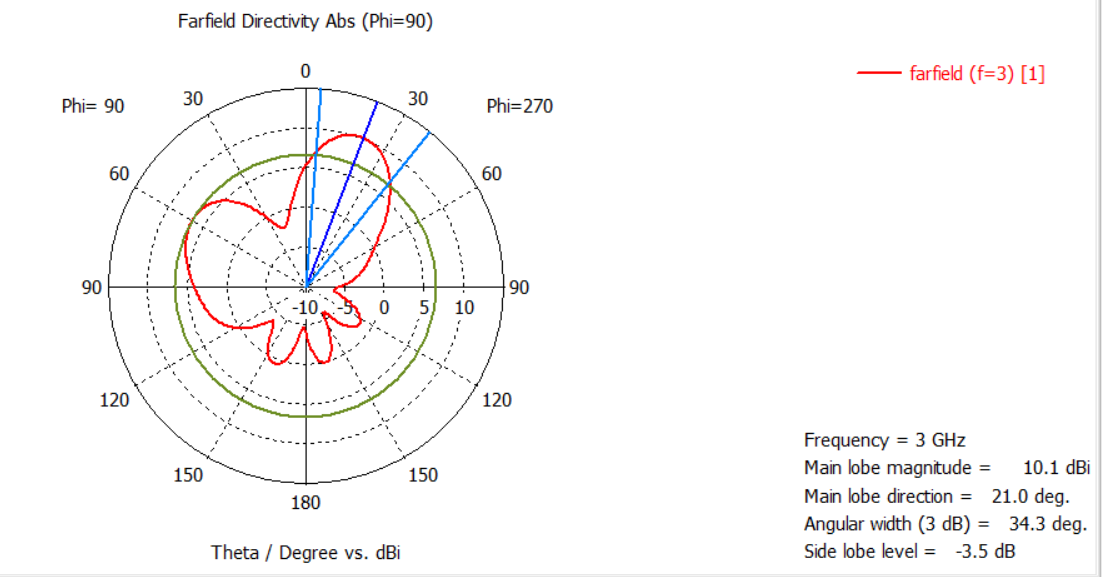 Farfield Directivity Abs (Phi=90)
farfield (f=3) [1]
0
Phi= 90
30
30
Phi=270
60
60
90
90
-10
-5
0
5
10
120
120
150
150
180
Theta / Degree vs. dBi
Frequency = 3 GHz
Main lobe magnitude = 10.1 dBi
Main lobe direction = 21.0 deg.
Angular width (3 dB) = 34.3 deg.
Side lobe level = -3.5 dB